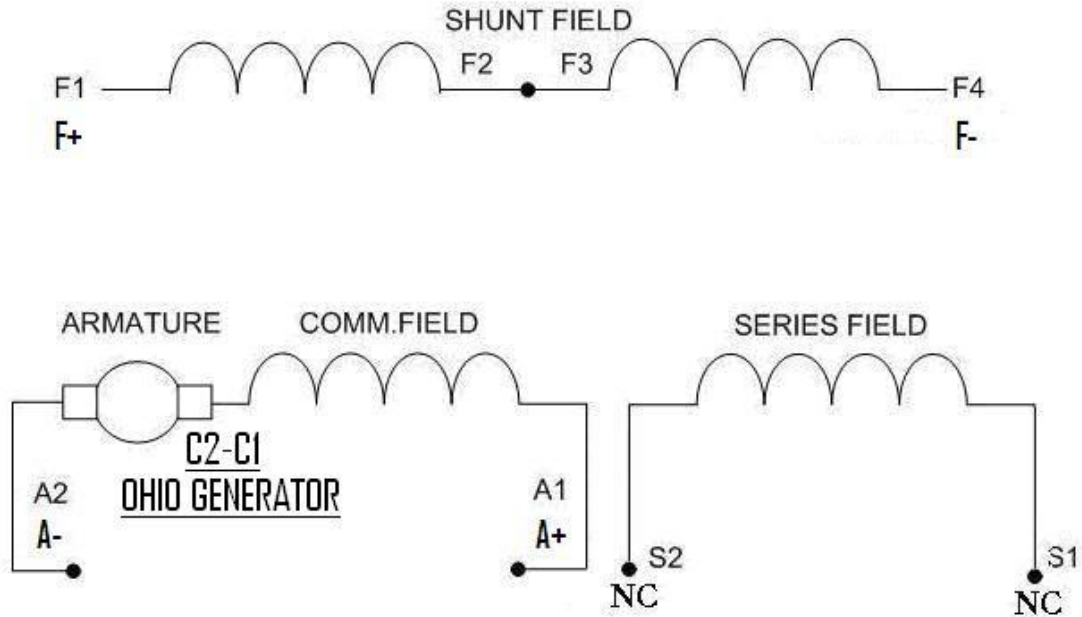 SHUNT FIELD
F1 F2 F3 F4
F+ F-
ARMATURE COMM.FIELD SERIES FIELD
C2-C1
OHIO GENERATOR
A2 A1
A- A+
S2 S1
NC NC